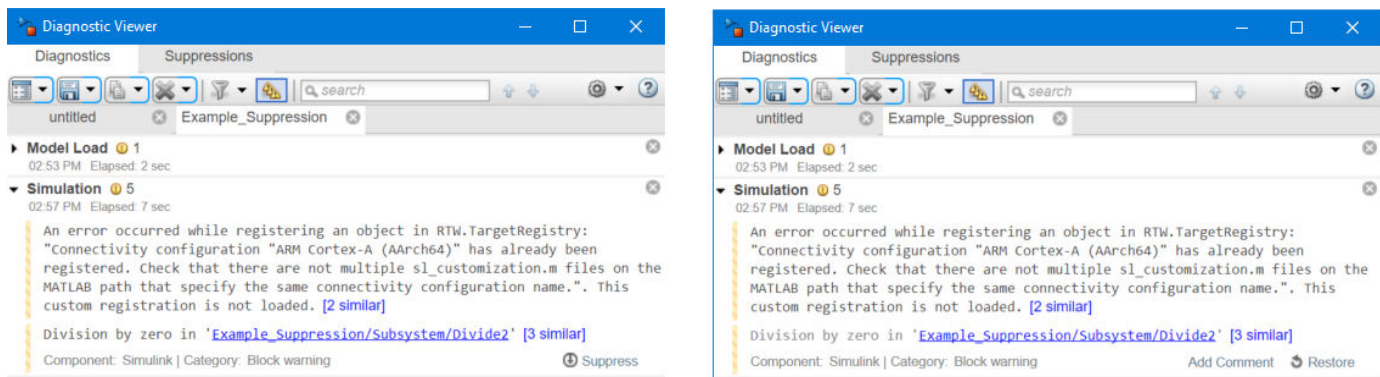 Diagnostic Viewer
Diagnostics Suppressions
search
untitled Example_Suppression
Model Load 1
02:53 PM Elapsed: 2 sec
Simulation 5
02:57 PM Elapsed: 7 sec
An error occurred while registering an object in RTW.TargetRegistry:
"Connectivity configuration "ARM Cortex-A (AArch64)" has already been
registered. Check that there are not multiple sl_customization.m files on the
MATLAB path that specify the same connectivity configuration name.". This
custom registration is not loaded. [2 similar]
Division by zero in 'Example_Suppression/Subsystem/Divide2' [3 similar]
Component: Simulink | Category: Block warning Suppress
Diagnostic Viewer
Diagnostics Suppressions
search
untitled Example_Suppression
Model Load 1
02:53 PM Elapsed: 2 sec
Simulation 5
02:57 PM Elapsed: 7 sec
An error occurred while registering an object in RTW.TargetRegistry:
"Connectivity configuration "ARM Cortex-A (AArch64)" has already been
registered. Check that there are not multiple sl_customization.m files on the
MATLAB path that specify the same connectivity configuration name.". This
custom registration is not loaded. [2 similar]
Division by zero in 'Example_Suppression/Subsystem/Divide2' [3 similar]
Component: Simulink | Category: Block warning Add Comment Restore